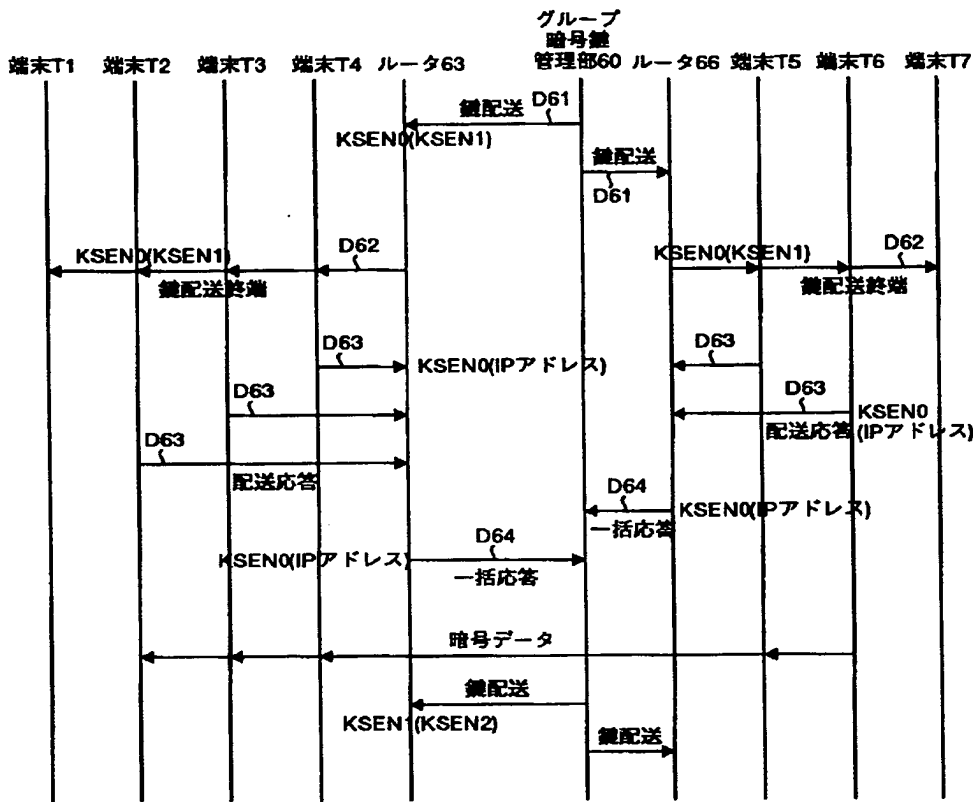 グループ
暗号鍵
端末T1 端末T2 端末T3 端末T4 ルータ63 管理部60 ルータ66 端末T5 端末T6 端末T7
鍵配送 D61
KSEN0(KSEN1)
鍵配送
D61
KSEN0(KSEN1) D62 KSEN0(KSEN1) D62
鍵配送終端 鍵配送終端
D63 KSEN0(IPアドレス) D63
D63 D63 KSEN0
配送応答(IPアドレス)
D63
配送応答
D64 KSEN0(IPアドレス)
一括応答
KSEN0(IPアドレス) D64
一括応答
暗号データ
鍵配送
KSEN1(KSEN2)
鍵配送